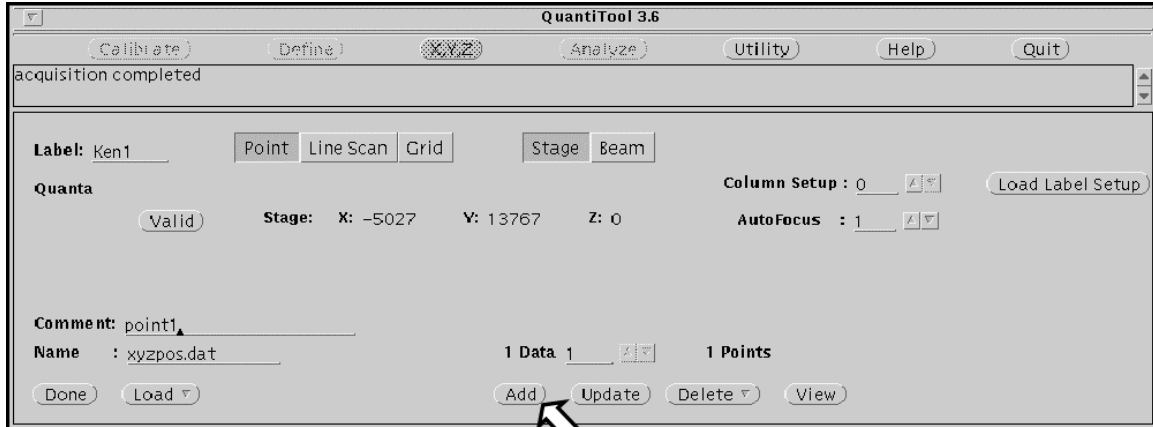 QuantiTool 3.6
Calibrate Define X,Y,Z Analyze Utility Help Quit
acquisition completed
Label: Ken1 Point Line Scan Grid Stage Beam
Quanta Column Setup : 0 Load Label Setup
Valid Stage: X: -5027 Y: 13767 Z: 0 AutoFocus : 1
Comment: point1
Name : xyzpos.dat 1 Data 1 1 Points
Done Load Add Update Delete View